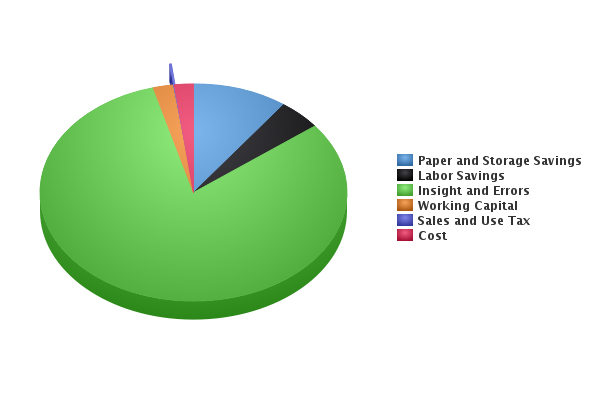 Paper and Storage Savings
Labor Savings
Insight and Errors
Working Capital
Sales and Use Tax
Cost